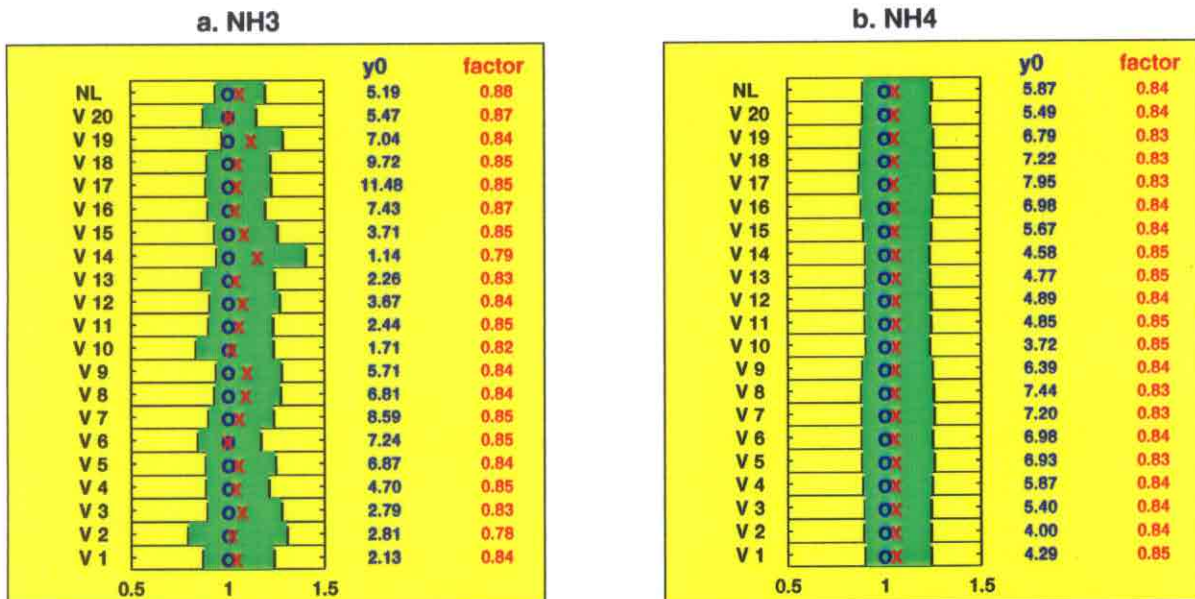 a. NH3
y0 factor
NL 5.19 0.88
V 20 5.47 0.87
V 19 7.04 0.84
V 18 9.72 0.85
V 17 11.48 0.85
V 16 7.43 0.87
V 15 3.71 0.85
V 14 1.14 0.79
V 13 2.26 0.83
V 12 3.67 0.84
V 11 2.44 0.85
V 10 1.71 0.82
V 9 5.71 0.84
V 8 6.81 0.84
V 7 8.59 0.85
V 6 7.24 0.85
V 5 6.87 0.84
V 4 4.70 0.85
V 3 2.79 0.83
V 2 2.81 0.78
V 1 2.13 0.84
0.5 1 1.5
b. NH4
y0 factor
NL 5.87 0.84
V 20 5.49 0.84
V 19 6.79 0.83
V 18 7.22 0.83
V 17 7.95 0.83
V 16 6.98 0.84
V 15 5.67 0.84
V 14 4.58 0.85
V 13 4.77 0.85
V 12 4.89 0.84
V 11 4.85 0.85
V 10 3.72 0.85
V 9 6.39 0.84
V 8 7.44 0.83
V 7 7.20 0.83
V 6 6.98 0.84
V 5 6.93 0.83
V 4 5.87 0.84
V 3 5.40 0.84
V 2 4.00 0.84
V 1 4.29 0.85
0.5 1 1.5